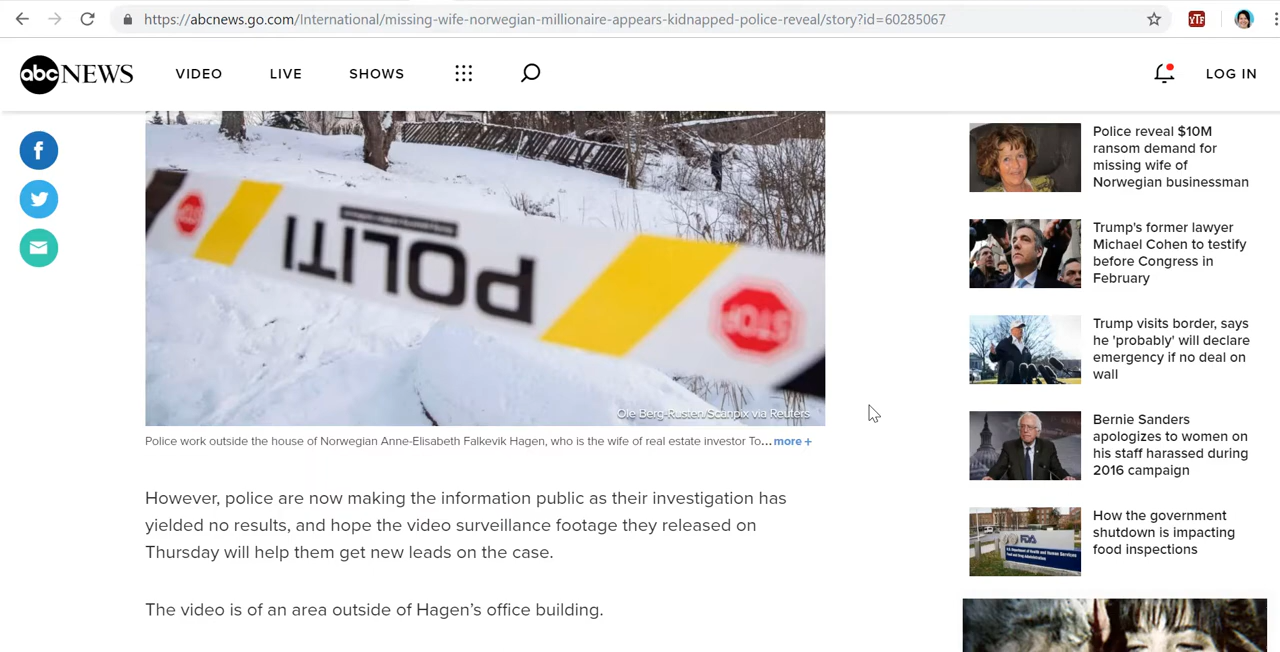 https://abcnews.go.com/International/missing-wife-norwegian-millionaire-appears-kidnapped-police-reveal/story?id=60285067
YTF
abc NEWS
VIDEO
LIVE
SHOWS
LOG IN
STOP
POLITI
STOP
Ole Berg-Rusten/Scanpix via Reuters
Police work outside the house of Norwegian Anne-Elisabeth Falkevik Hagen, who is the wife of real estate investor To... more +
However, police are now making the information public as their investigation has
yielded no results, and hope the video surveillance footage they released on
Thursday will help them get new leads on the case.
The video is of an area outside of Hagen's office building.
Police reveal $10M
ransom demand for
missing wife of
Norwegian businessman
Trump's former lawyer
Michael Cohen to testify
before Congress in
February
Trump visits border, says
he 'probably' will declare
emergency if no deal on
wall
Bernie Sanders
apologizes to women on
his staff harassed during
2016 campaign
FDA
How the government
shutdown is impacting
food inspections